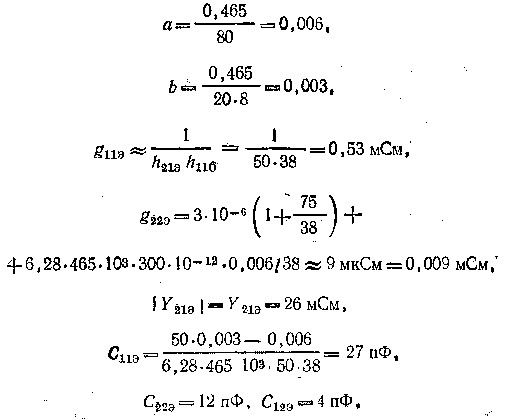 a = 0,465 / 80 = 0,006,
b = 0,465 / 20·8 = 0,003,
g₁₁э ≈ 1 / h₂₁э h₁₁б = 1 / 50·38 = 0,53 мСм,
g₂₂э = 3·10⁻⁶ (1 + 75/38) +
+ 6,28·465·10³·300·10⁻¹²·0,006/38 ≈ 9 мкСм = 0,009 мСм,
|Y₂₁э| = Y₂₁э = 26 мСм,
C₁₁э = 50·0,003 — 0,006 / 6,28·465 10³·50·38 = 27 пФ,
C₂₂э = 12 пФ, C₁₂э = 4 пФ,